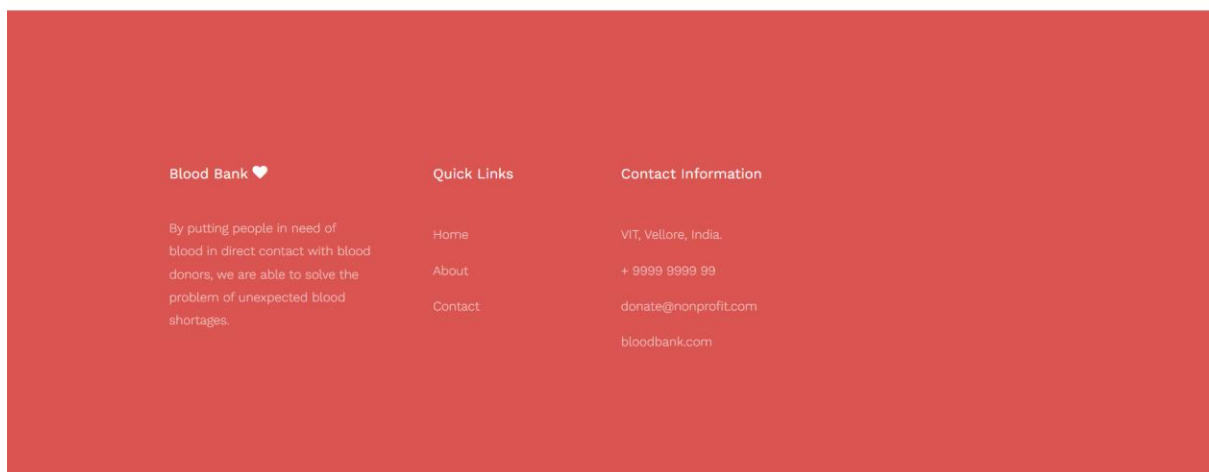 Blood Bank
By putting people in need of
blood in direct contact with blood
donors, we are able to solve the
problem of unexpected blood
shortages.
Quick Links
Home
About
Contact
Contact Information
VIT, Vellore, India.
+ 9999 9999 99
donate@nonprofit.com
bloodbank.com